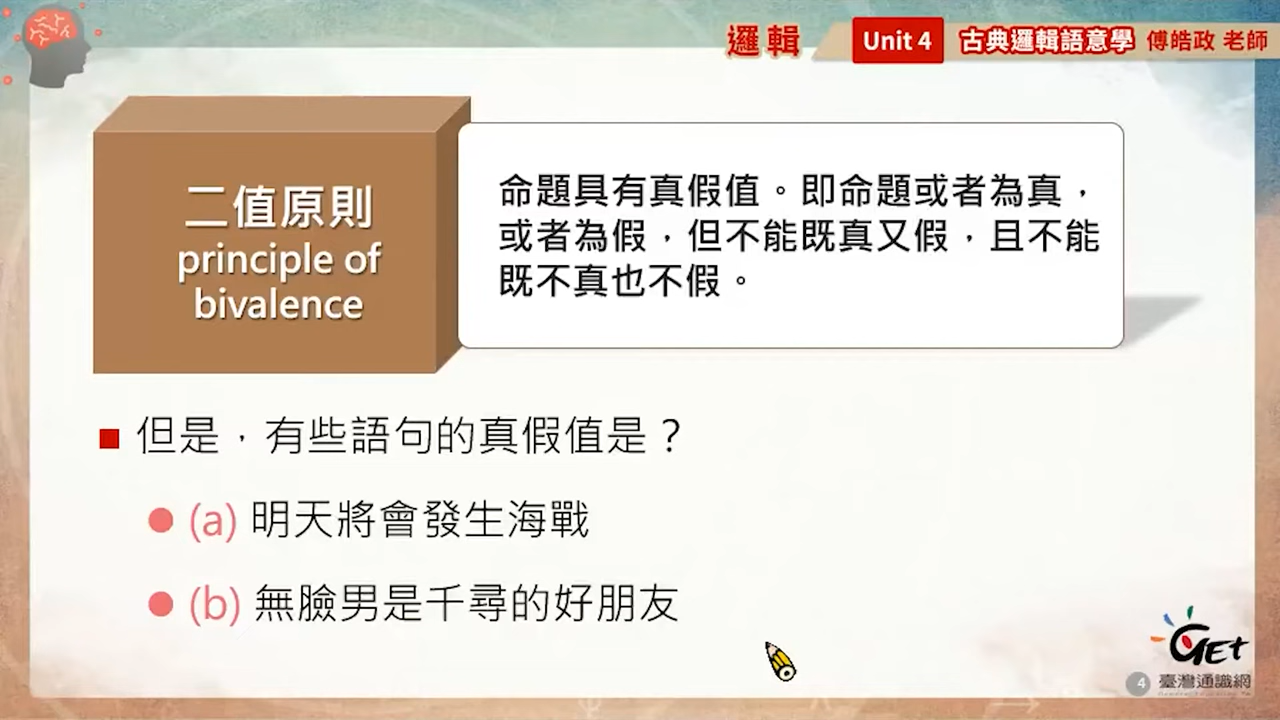 邏輯 Unit 4 古典邏輯語意學 傅皓政 老師
二值原則
principle of
bivalence
命題具有真假值。即命題或者為真，
或者為假，但不能既真又假，且不能
既不真也不假。
但是，有些語句的真假值是？
(a) 明天將會發生海戰
(b) 無臉男是千尋的好朋友
GET
4 臺灣通識網